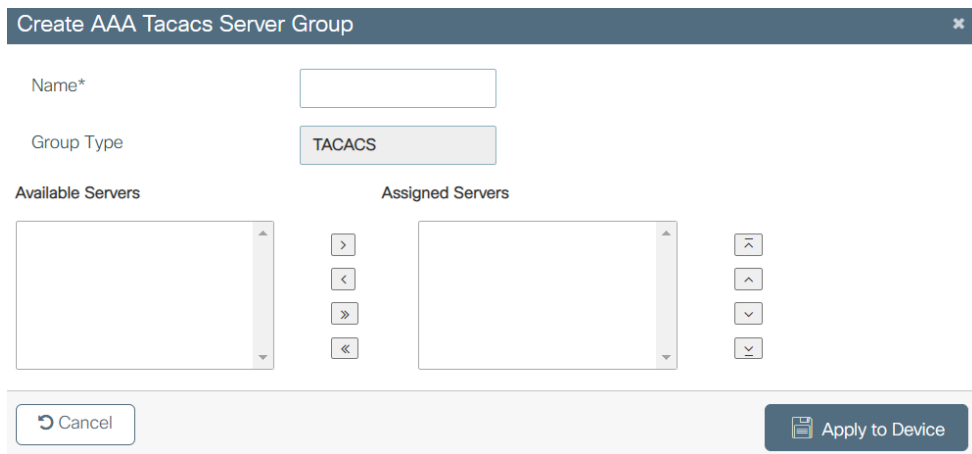 Create AAA Tacacs Server Group
Name*
Group Type TACACS
Available Servers Assigned Servers
Cancel Apply to Device